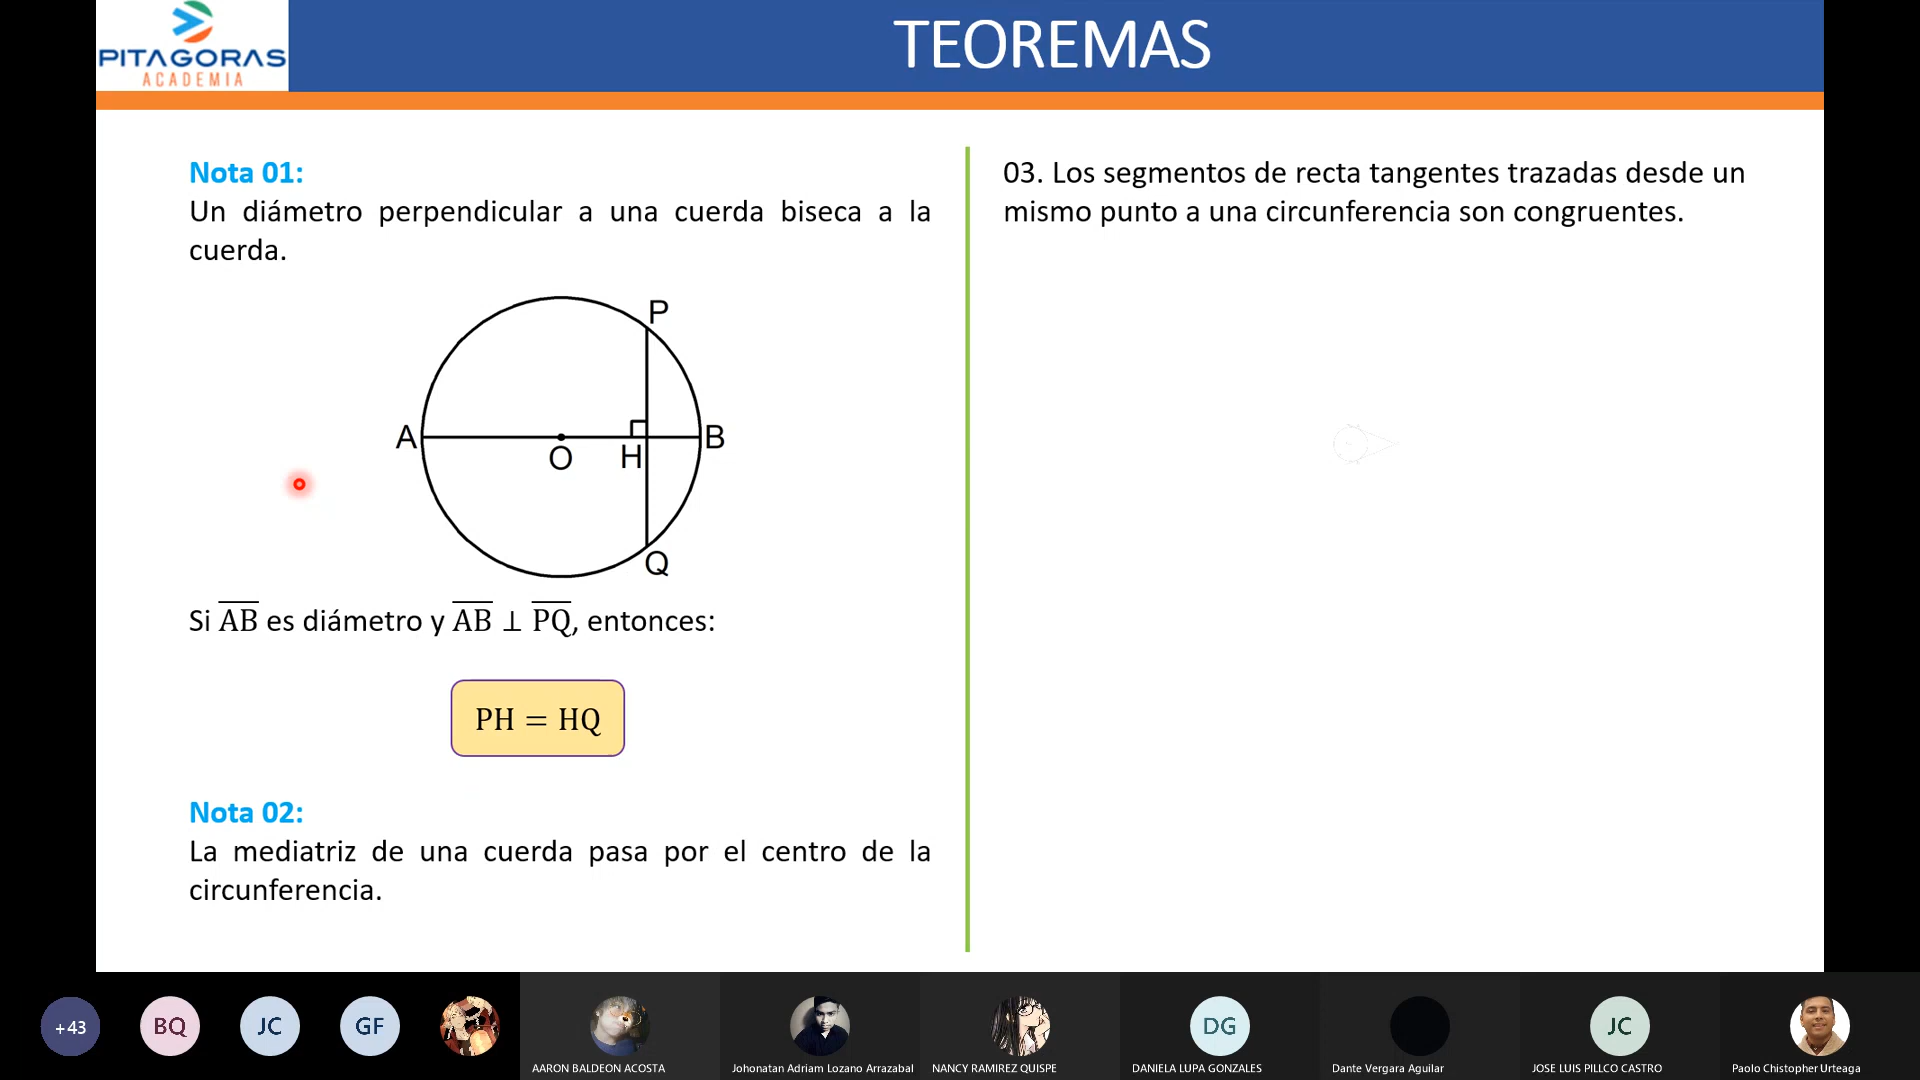 PITAGORAS
ACADEMIA
TEOREMAS
Nota 01:
Un diámetro perpendicular a una cuerda biseca a la
cuerda.
P
A
O
H
B
Q
Si A̅B̅ es diámetro y A̅B̅ ⊥ P̅Q̅, entonces:
PH = HQ
Nota 02:
La mediatriz de una cuerda pasa por el centro de la
circunferencia.
03. Los segmentos de recta tangentes trazadas desde un
mismo punto a una circunferencia son congruentes.
+43
BQ
JC
GF
DG
JC
AARON BALDEON ACOSTA
Johonatan Adriam Lozano Arrazabal
NANCY RAMIREZ QUISPE
DANIELA LUPA GONZALES
Dante Vergara Aguilar
JOSE LUIS PILLCO CASTRO
Paolo Chistopher Urteaga